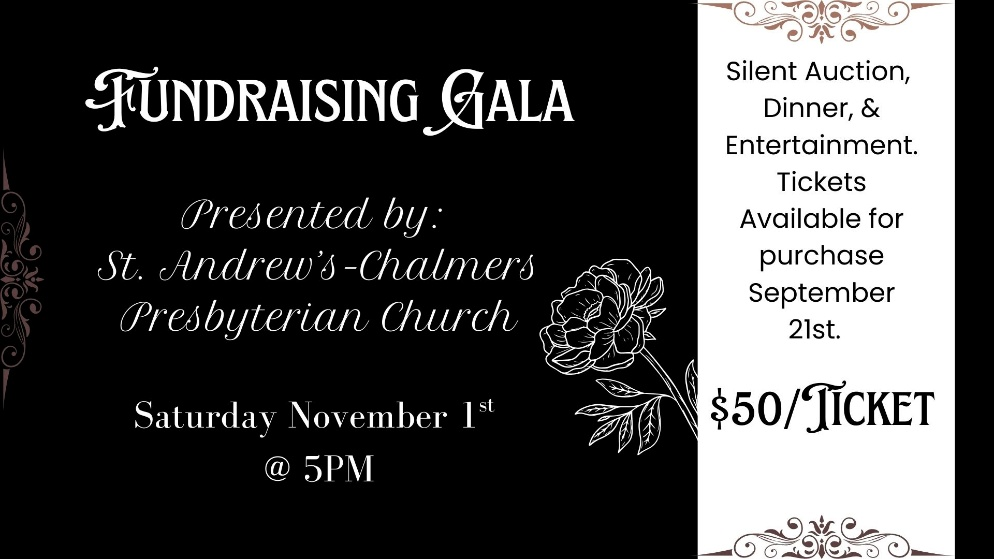 Fundraising Gala
Presented by:
St. Andrew's-Chalmers
Presbyterian Church
Saturday November 1st
@ 5PM
Silent Auction,
Dinner, &
Entertainment.
Tickets
Available for
purchase
September
21st.
$50/Ticket